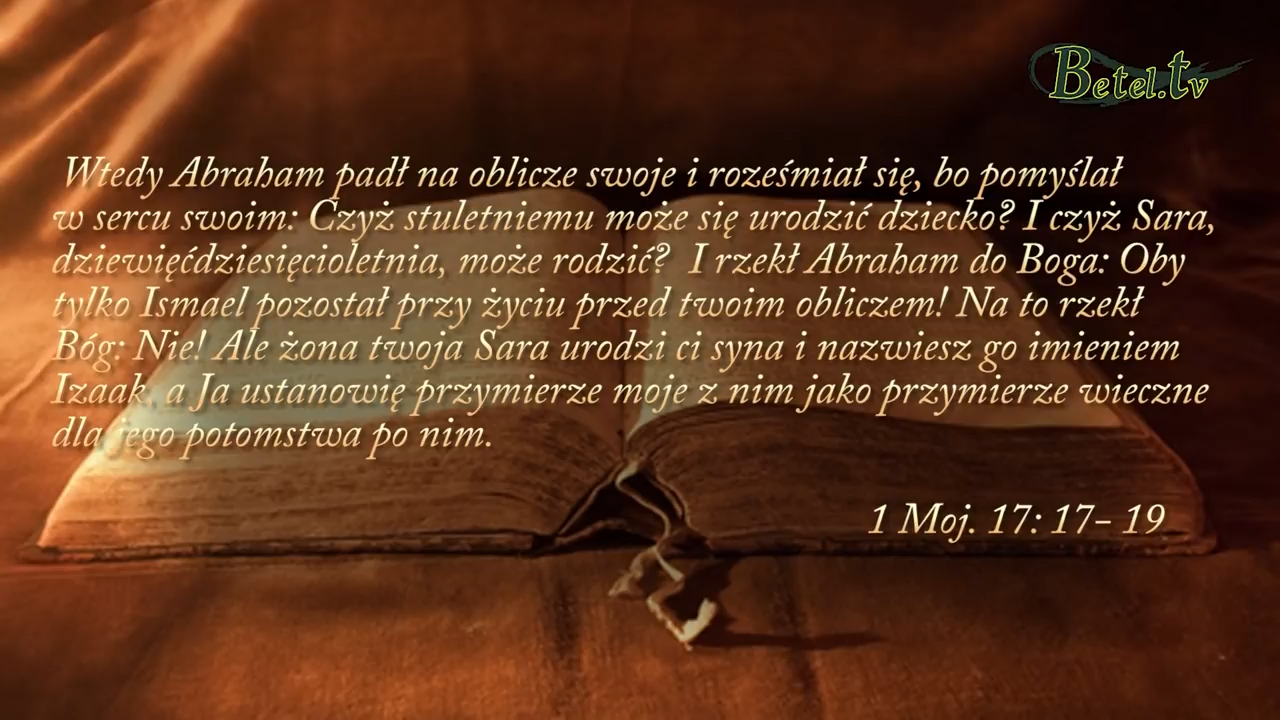 Betel.tv
Wtedy Abraham padł na oblicze swoje i roześmiał się, bo pomyślał
w sercu swoim: Czyż stuletniemu może się urodzić dziecko? I czyż Sara,
dziewięćdziesięcioletnia, może rodzić? I rzekł Abraham do Boga: Oby
tylko Ismael pozostał przy życiu przed twoim obliczem! Na to rzekł
Bóg: Nie! Ale żona twoja Sara urodzi ci syna i nazwiesz go imieniem
Izaak, a Ja ustanowię przymierze moje z nim jako przymierze wieczne
dla jego potomstwa po nim.
1 Moj. 17: 17– 19